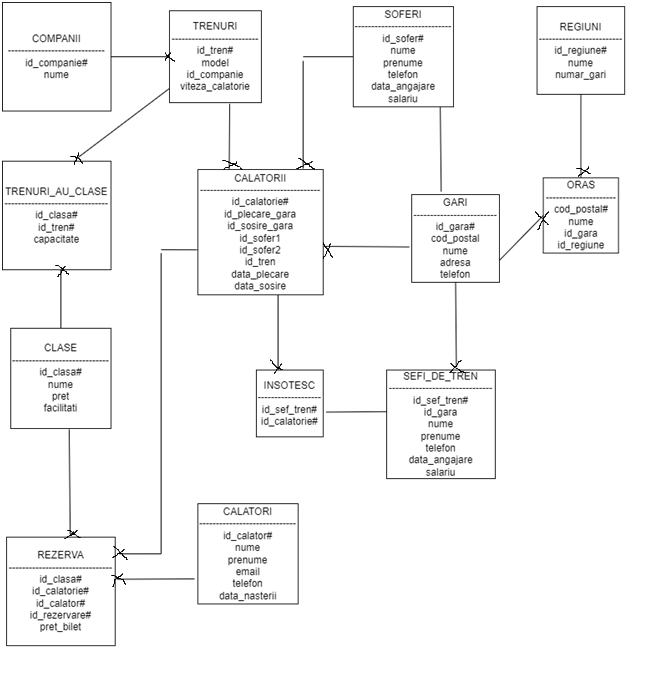 COMPANII
id_companie#
nume
TRENURI
id_tren#
model
id_companie
viteza_calatorie
SOFERI
id_sofer#
nume
prenume
telefon
data_angajare
salariu
REGIUNI
id_regiune#
nume
numar_gari
TRENURI_AU_CLASE
id_clasa#
id_tren#
capacitate
CALATORII
id_calatorie#
id_plecare_gara
id_sosire_gara
id_sofer1
id_sofer2
id_tren
data_plecare
data_sosire
GARI
id_gara#
cod_postal
nume
adresa
telefon
ORAS
cod_postal#
nume
id_gara
id_regiune
CLASE
id_clasa#
nume
pret
facilitati
INSOTESC
id_sef_tren#
id_calatorie#
SEFI_DE_TREN
id_sef_tren#
id_gara
nume
prenume
telefon
data_angajare
salariu
REZERVA
id_clasa#
id_calatorie#
id_calator#
id_rezervare#
pret_bilet
CALATORI
id_calator#
nume
prenume
email
telefon
data_nasterii